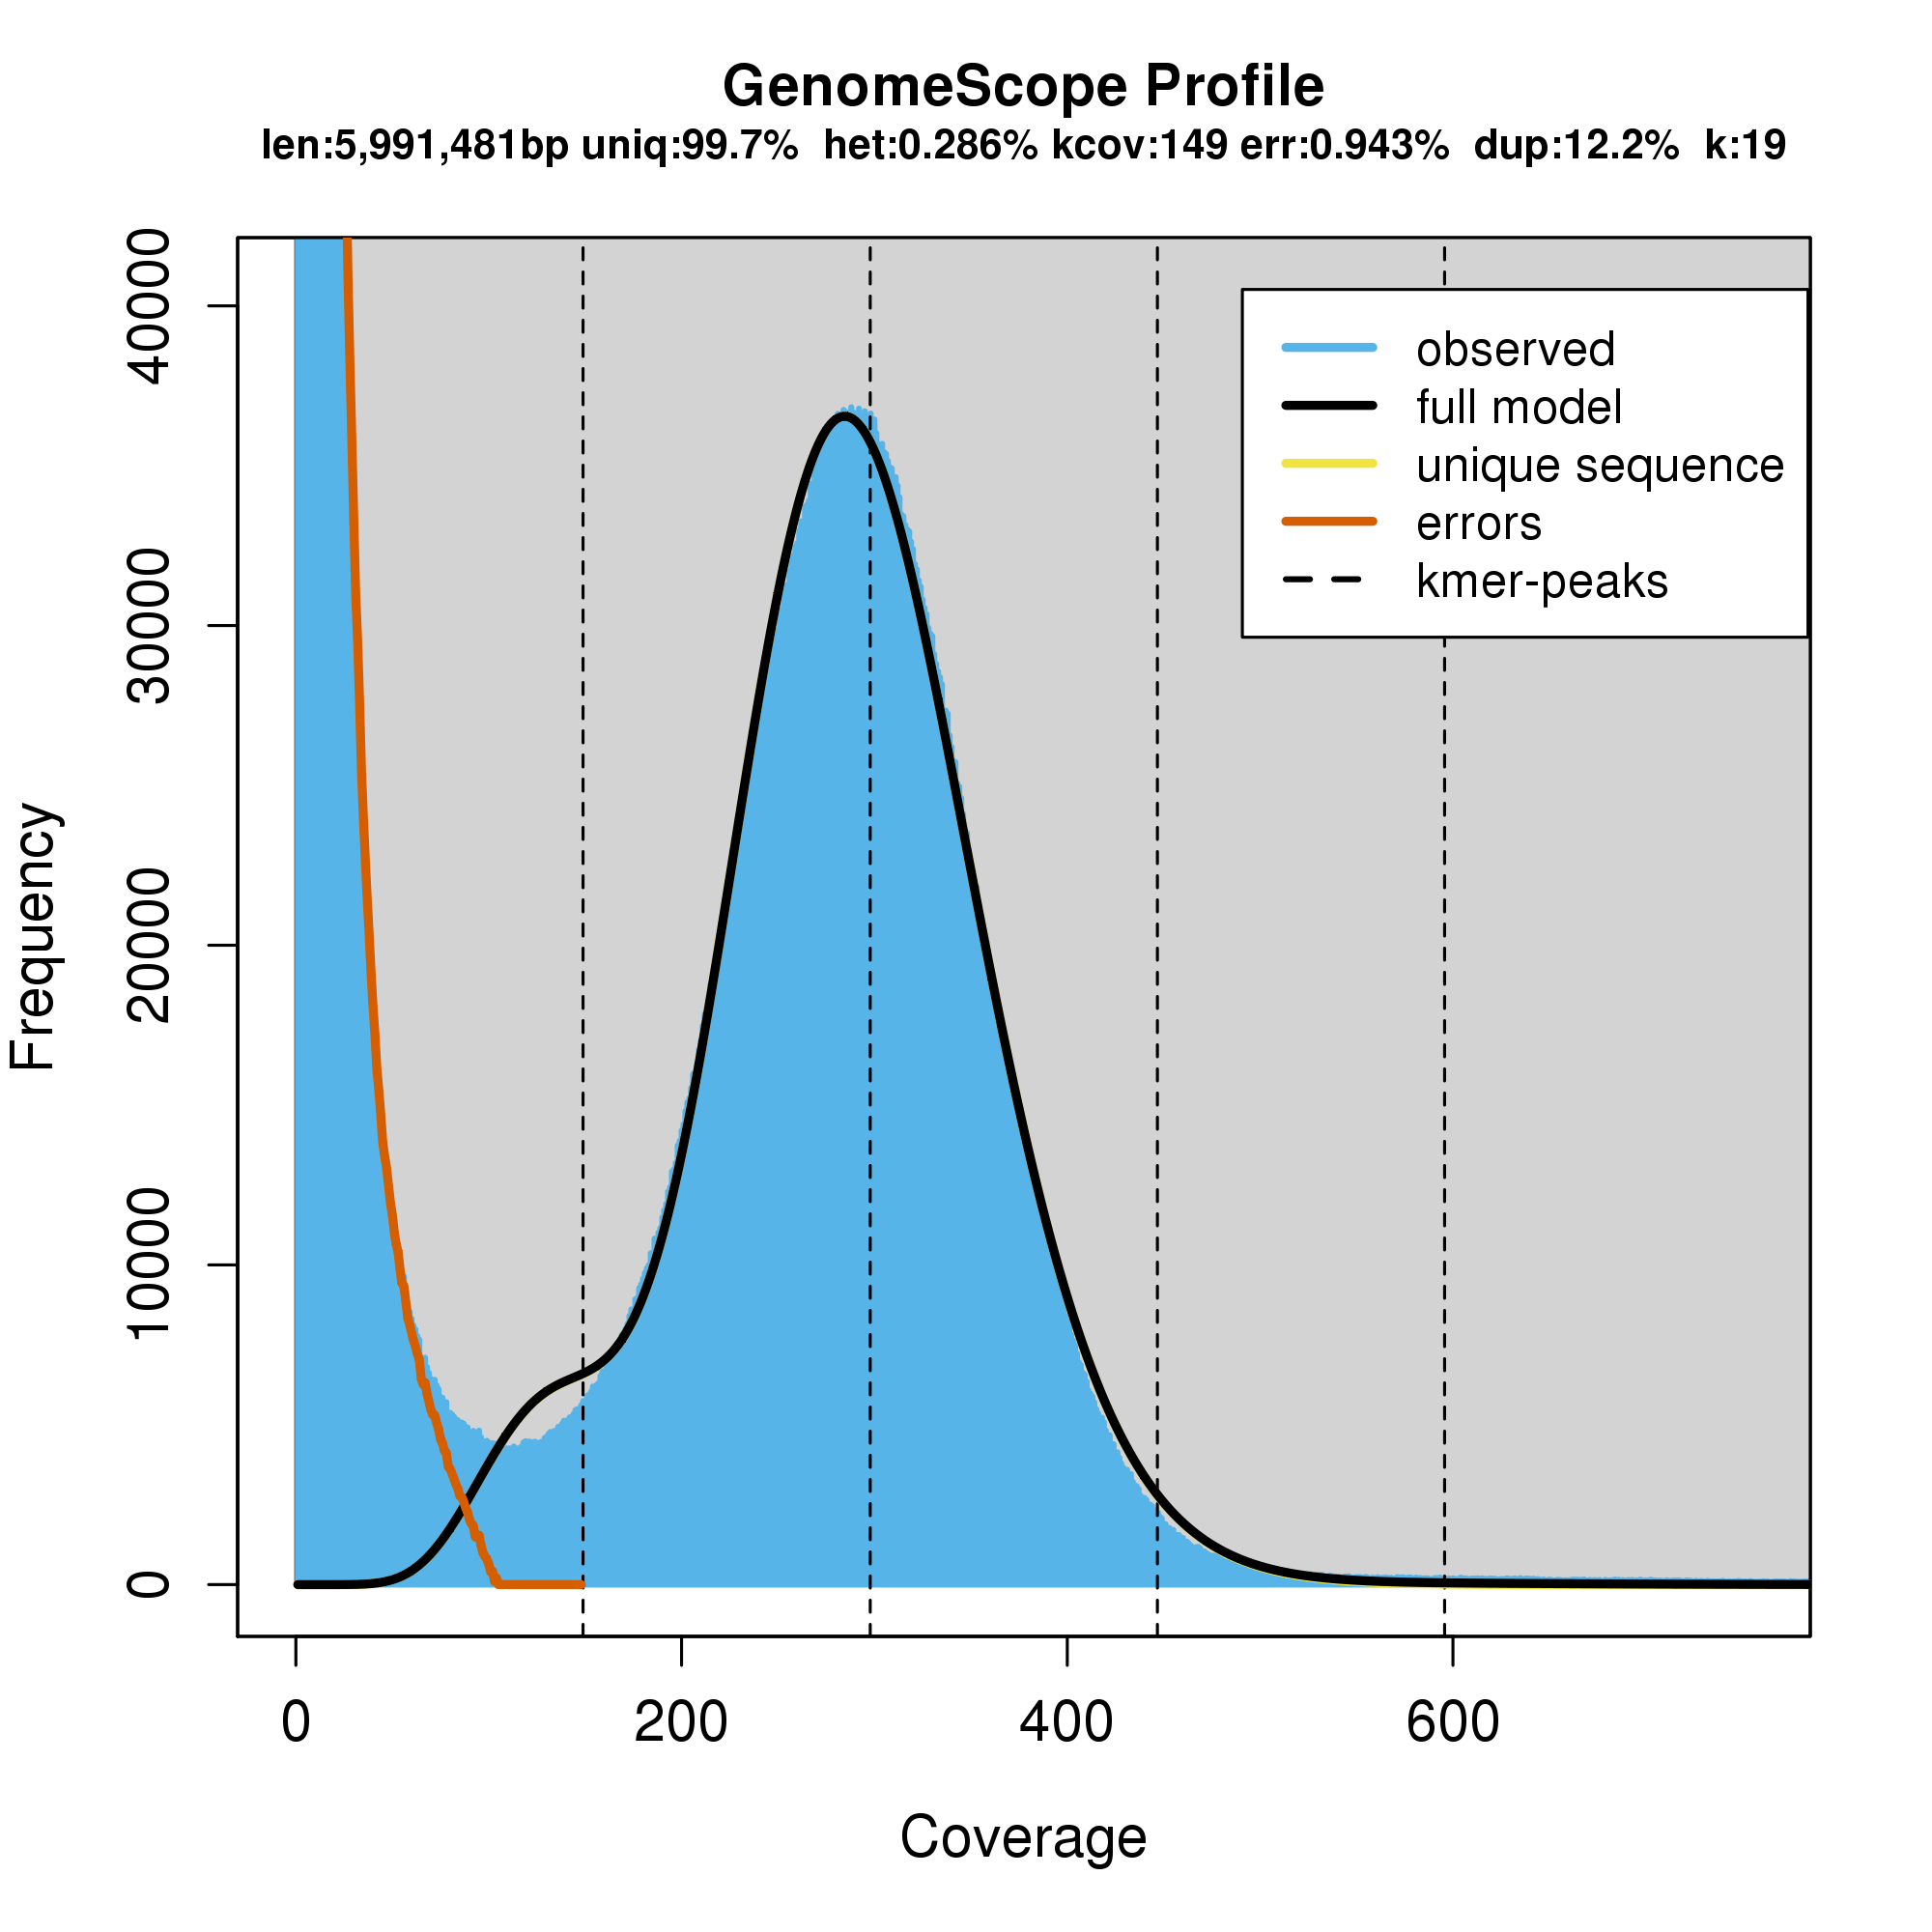 GenomeScope Profile
len:5,991,481bp uniq:99.7% het:0.286% kcov:149 err:0.943% dup:12.2% k:19
observed
full model
unique sequence
errors
kmer-peaks
Frequency
40000
30000
20000
10000
0
0 200 400 600
Coverage